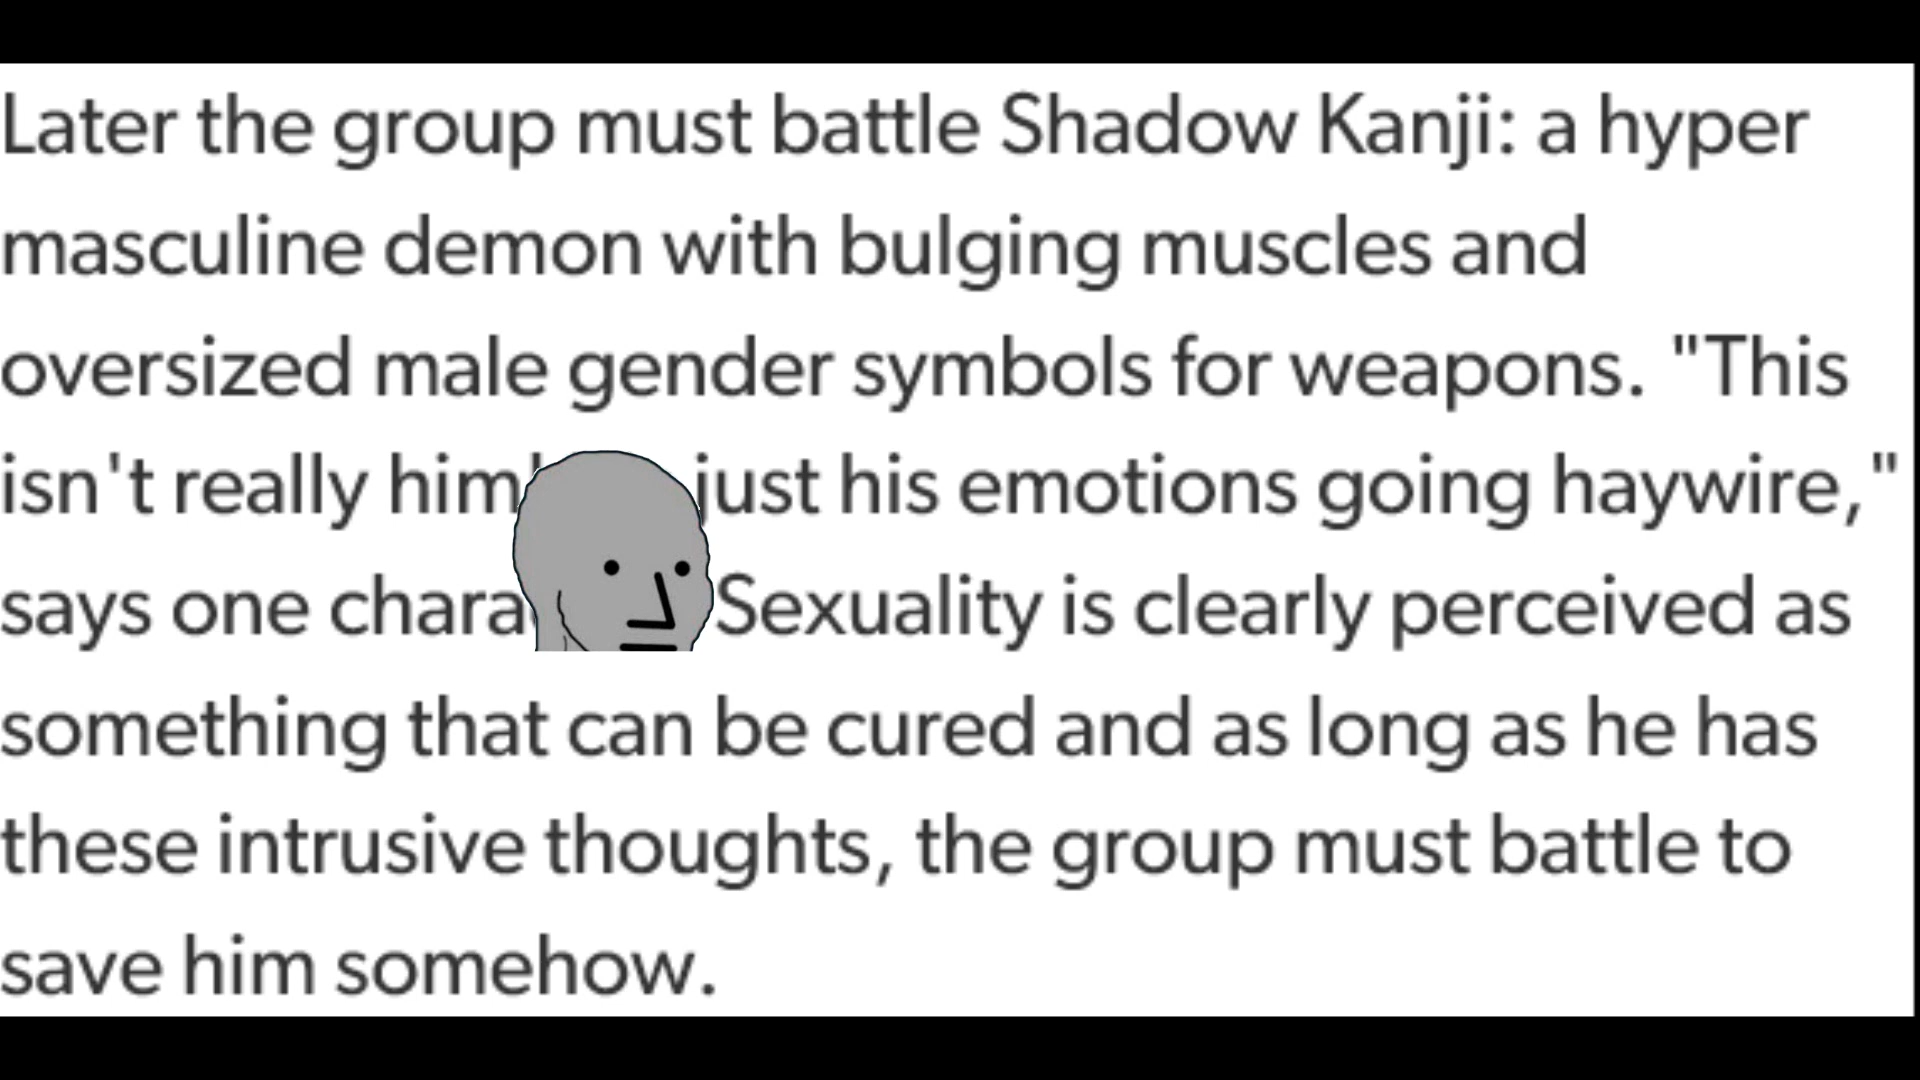 Later the group must battle Shadow Kanji: a hyper
masculine demon with bulging muscles and
oversized male gender symbols for weapons. "This
isn't really him just his emotions going haywire,"
says one Sexuality is clearly perceived as
something that can be cured and as long as he has
these intrusive thoughts, the group must battle to
save him somehow.